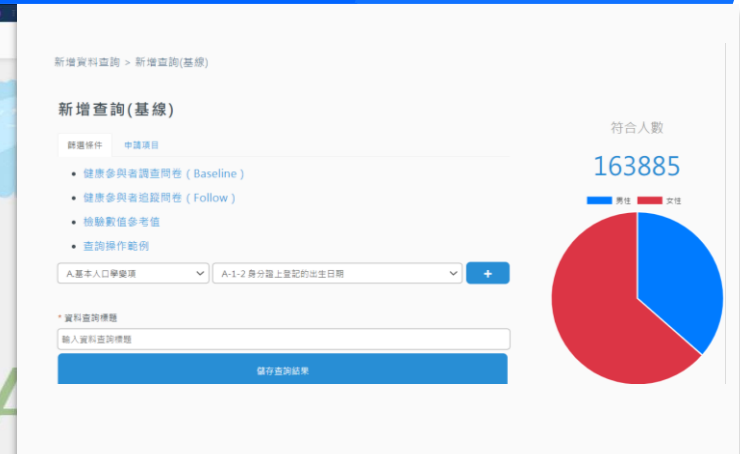 新增資料查詢 > 新增查詢(基線)
新增查詢(基線)
篩選條件 申請項目
健康參與者調查問卷 ( Baseline )
健康參與者追蹤問卷 ( Follow )
檢驗數值參考值
查詢操作範例
A.基本人口學變項 A-1-2 身分證上登記的出生日期 +
* 資料查詢標題
輸入資料查詢標題
儲存查詢結果
符合人數
163885
男性 女性